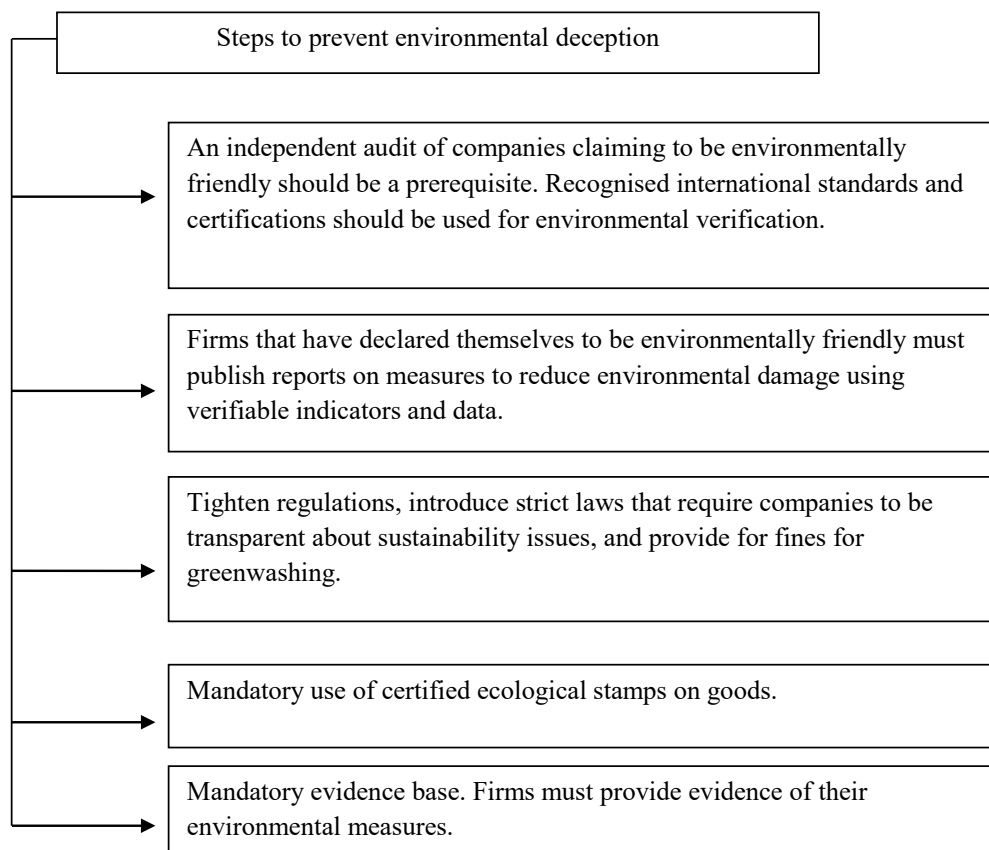 Steps to prevent environmental deception
An independent audit of companies claiming to be environmentally
friendly should be a prerequisite. Recognised international standards and
certifications should be used for environmental verification.
Firms that have declared themselves to be environmentally friendly must
publish reports on measures to reduce environmental damage using
verifiable indicators and data.
Tighten regulations, introduce strict laws that require companies to be
transparent about sustainability issues, and provide for fines for
greenwashing.
Mandatory use of certified ecological stamps on goods.
Mandatory evidence base. Firms must provide evidence of their
environmental measures.